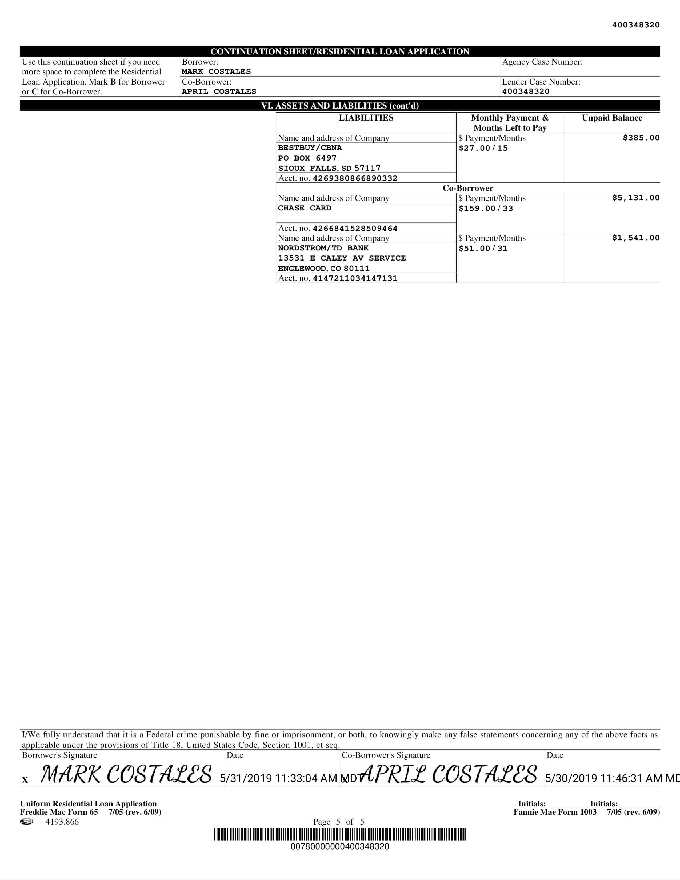 400348320
CONTINUATION SHEET/RESIDENTIAL LOAN APPLICATION
Use this continuation sheet if you need more space to complete the Residential Loan Application. Mark B for Borrower or C for Co-Borrower.
Borrower:
MARK COSTALES
Agency Case Number:
Co-Borrower:
APRIL COSTALES
Lender Case Number:
400348320
VI. ASSETS AND LIABILITIES (cont'd)
LIABILITIES Monthly Payment & Months Left to Pay Unpaid Balance
Name and address of Company $ Payment/Months $385.00
BESTBUY/CBNA $27.00/15
PO BOX 6497
SIOUX FALLS, SD 57117
Acct. no. 4269380866890332
Co-Borrower
Name and address of Company $ Payment/Months $5,131.00
CHASE CARD $159.00/33
Acct. no. 4266841528509464
Name and address of Company $ Payment/Months $1,541.00
NORDSTROM/TD BANK $51.00/31
13531 E CALEY AV SERVICE
ENGLEWOOD, CO 80111
Acct. no. 4147211034147131
I/We fully understand that it is a Federal crime punishable by fine or imprisonment, or both, to knowingly make any false statements concerning any of the above facts as
applicable under the provisions of Title 18, United States Code, Section 1001, et seq.
Borrower's Signature Date Co-Borrower's Signature Date
X MARK COSTALES 5/31/2019 11:33:04 AM MDT APRIL COSTALES 5/30/2019 11:46:31 AM MD
Uniform Residential Loan Application Initials: Initials:
Freddie Mac Form 65 7/05 (rev. 6/09) Fannie Mae Form 1003 7/05 (rev. 6/09)
4193.866 Page 5 of 5
0078000000400348320